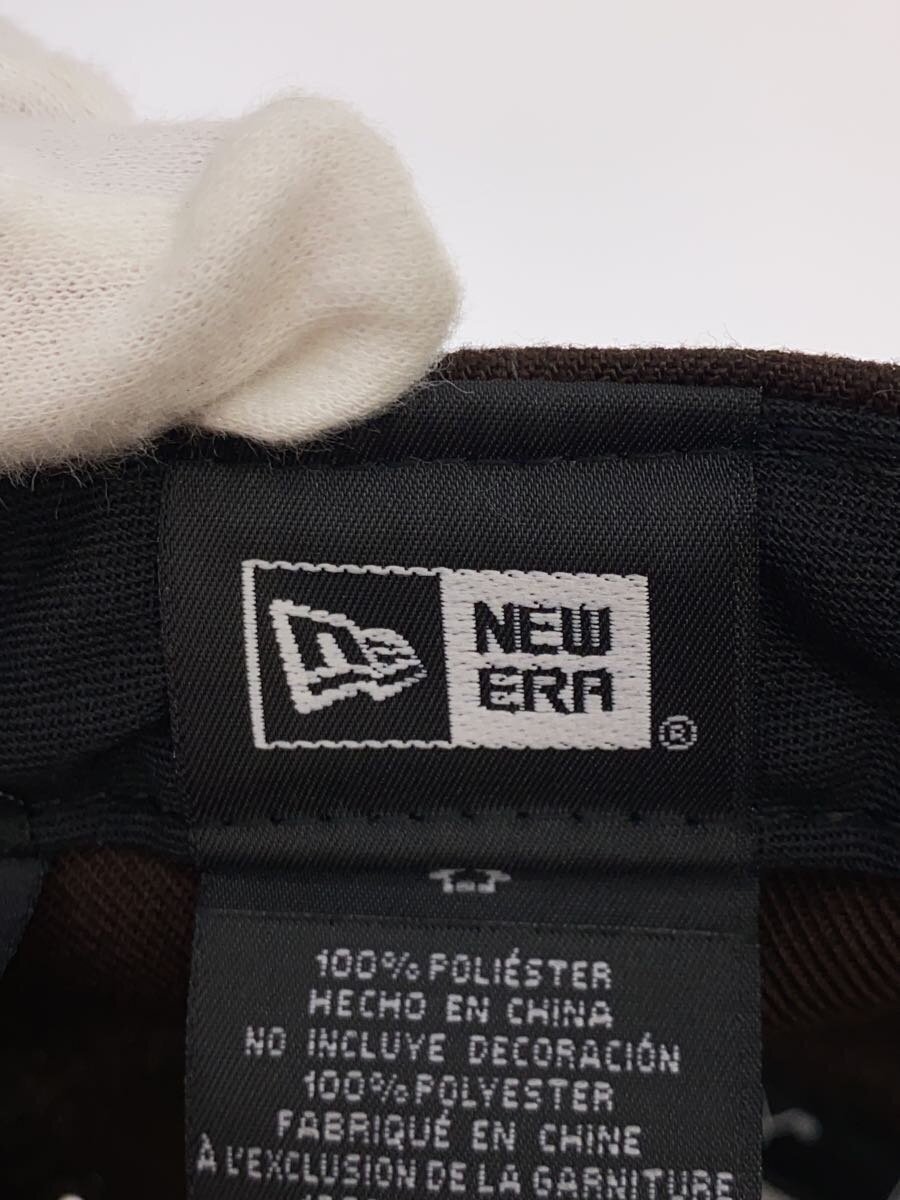 NEW
ERA
®
100% POLIÉSTER
HECHO EN CHINA
NO INCLUYE DECORACIÓN
100% POLYESTER
FABRIQUÉ EN CHINE
À L'EXCLUSION DE LA GARNITURE